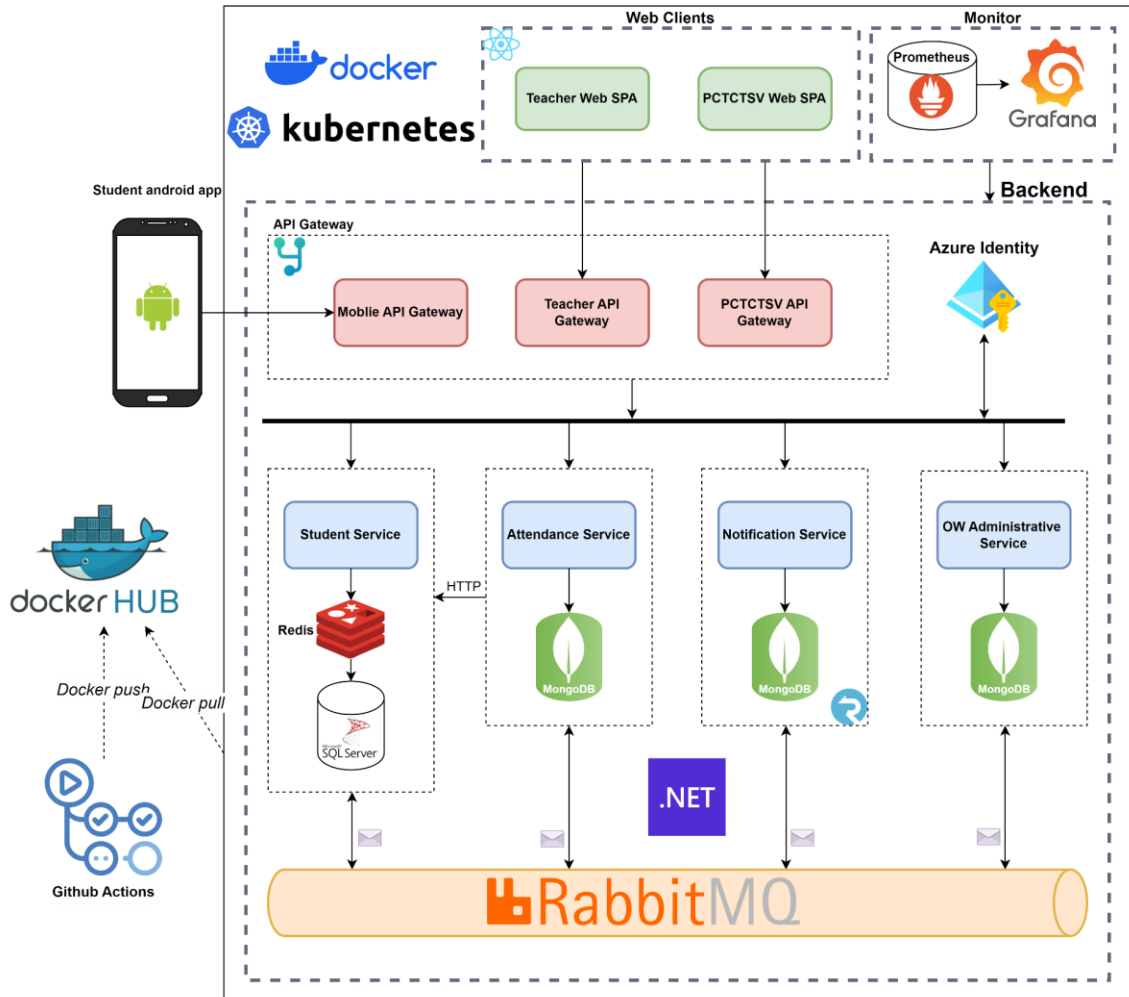 Web Clients
Monitor
docker
kubernetes
Teacher Web SPA
PCTCTSV Web SPA
Prometheus
Grafana
Student android app
Backend
API Gateway
Azure Identity
Moblie API Gateway
Teacher API
Gateway
PCTCTSV API
Gateway
Student Service
Attendance Service
Notification Service
OW Administrative
Service
HTTP
Redis
MongoDB
MongoDB
MongoDB
docker HUB
Docker push
Docker pull
Microsoft
SQL Server
.NET
Github Actions
RabbitMQ